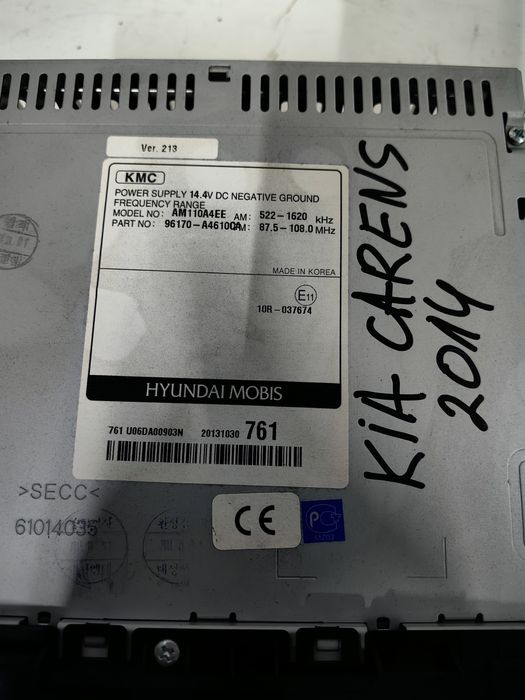 Ver. 213
KMC
POWER SUPPLY 14.4V DC NEGATIVE GROUND
FREQUENCY RANGE
MODEL NO: AM110A4EE AM: 522-1620 kHz
PART NO: 96170-A4610CA FM: 87.5-108.0 MHz
MADE IN KOREA
E11
10R-037674
HYUNDAI MOBIS
761 U06DA00903N 20131030 761
>SECC<
61014035
CE
KIA CARENS
2014